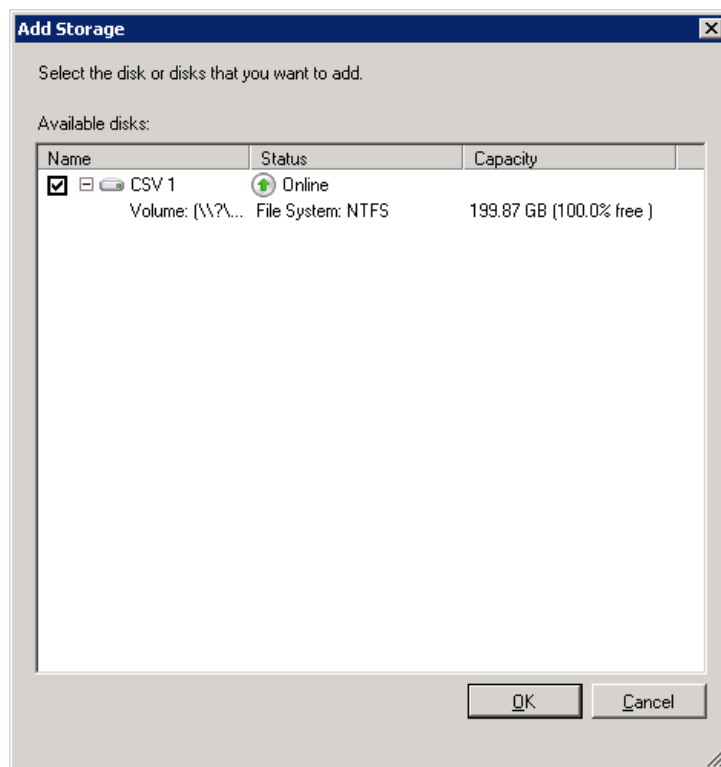 Add Storage
Select the disk or disks that you want to add.
Available disks:
Name Status Capacity
CSV 1 Online
Volume: (\\?\... File System: NTFS 199.87 GB (100.0% free )
OK Cancel